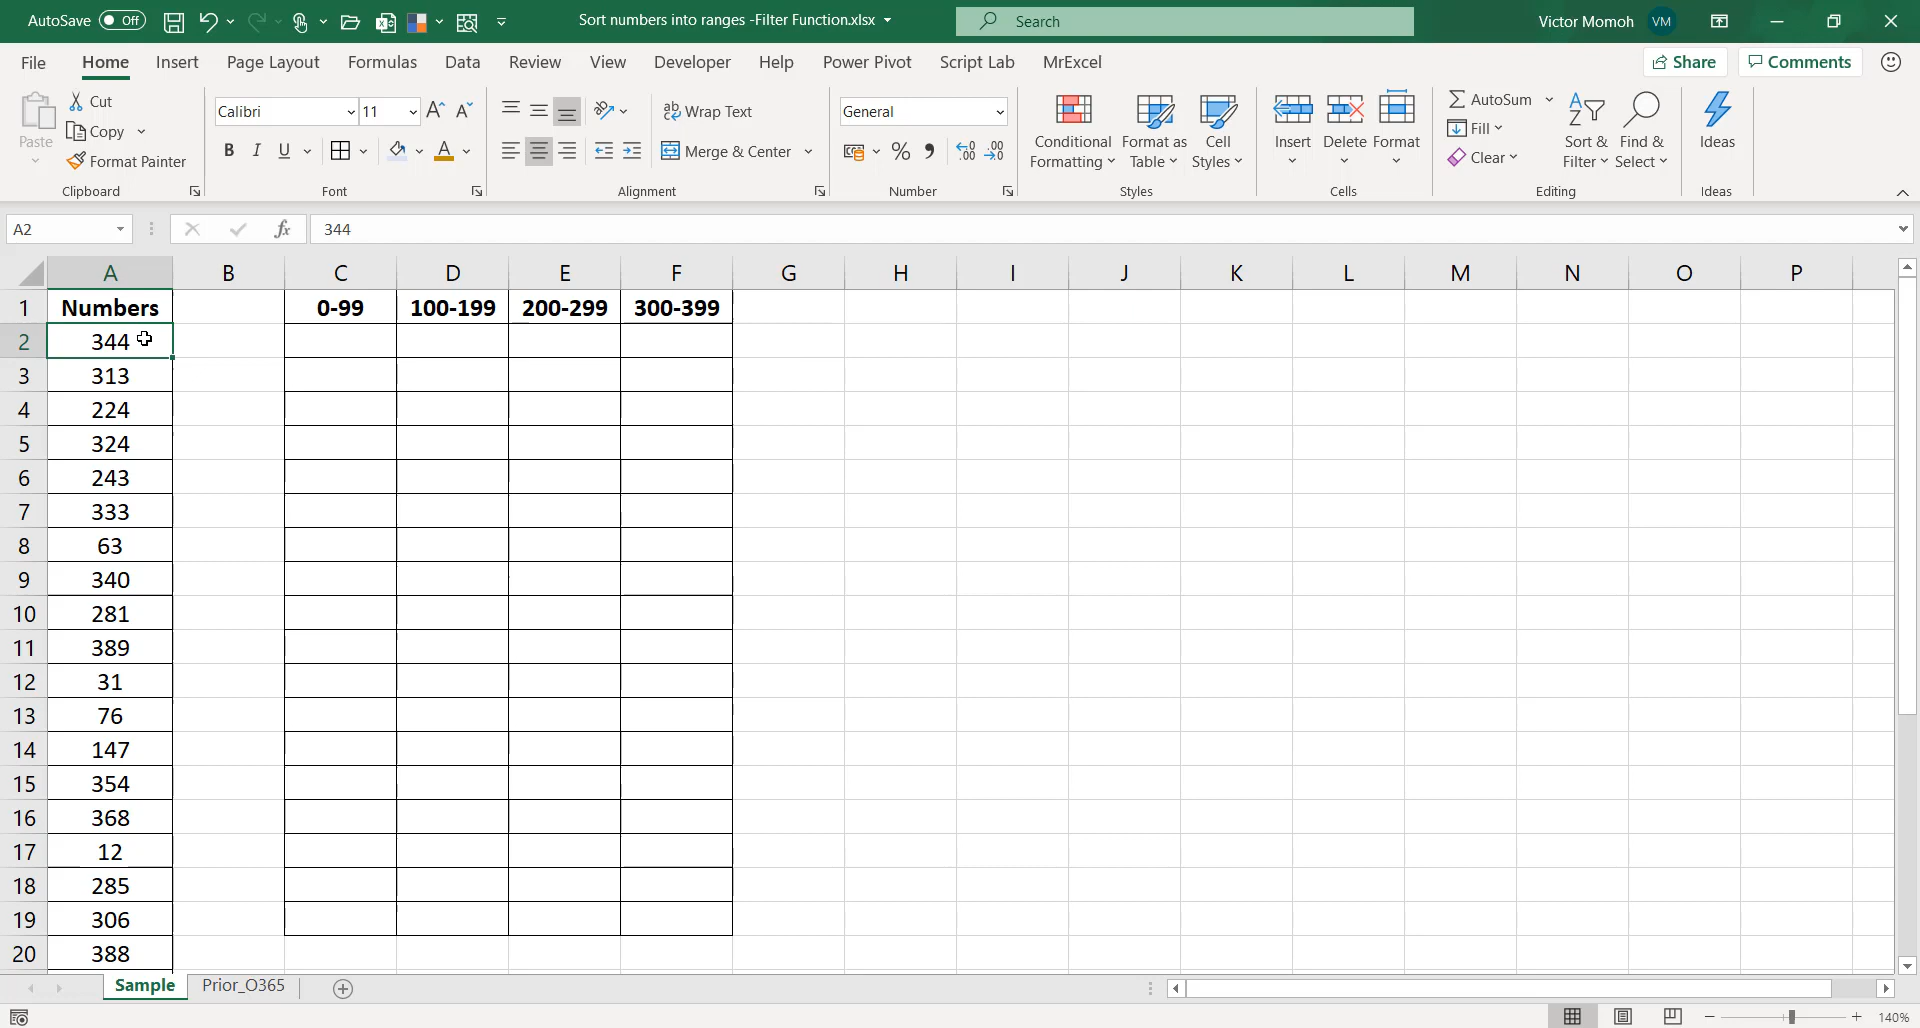 AutoSave Off Sort numbers into ranges -Filter Function.xlsx Search Victor Momoh VM
File Home Insert Page Layout Formulas Data Review View Developer Help Power Pivot Script Lab MrExcel Share Comments
Paste Cut Copy Format Painter Clipboard
Calibri 11 A A B I U A Font
ab Wrap Text Merge & Center Alignment
General % Number
Conditional Formatting Format as Table Cell Styles Styles
Insert Delete Format Cells
AutoSum Fill Clear Sort & Filter Find & Select Editing
Ideas Ideas
A2 fx 344
A B C D E F G H I J K L M N O P
1 Numbers 0-99 100-199 200-299 300-399
2 344
3 313
4 224
5 324
6 243
7 333
8 63
9 340
10 281
11 389
12 31
13 76
14 147
15 354
16 368
17 12
18 285
19 306
20 388
Sample Prior_O365
140%